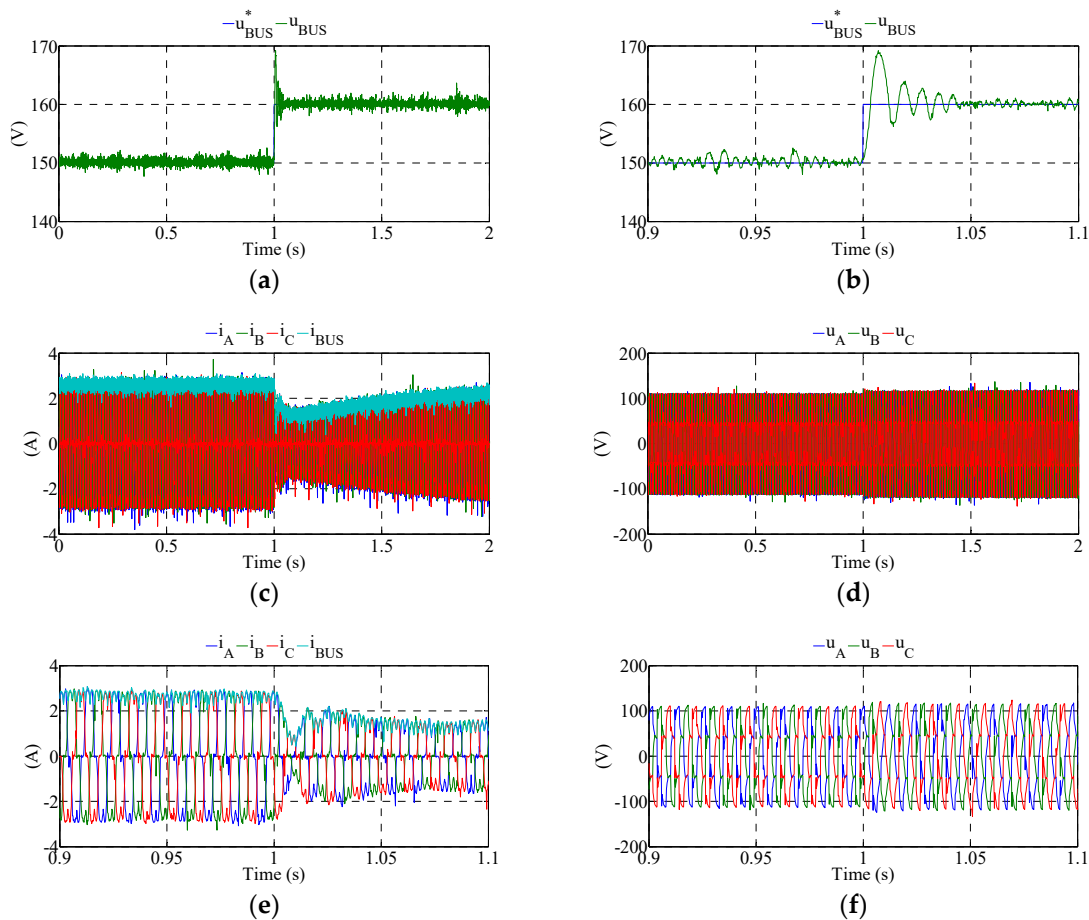 u*BUS uBUS
170
160
150
140
(V)
0 0.5 1 1.5 2
Time (s)
(a)
u*BUS uBUS
170
160
150
140
(V)
0.9 0.95 1 1.05 1.1
Time (s)
(b)
iA iB iC iBUS
4
2
0
-2
-4
(A)
0 0.5 1 1.5 2
Time (s)
(c)
uA uB uC
200
100
0
-100
-200
(V)
0 0.5 1 1.5 2
Time (s)
(d)
iA iB iC iBUS
4
2
0
-2
-4
(A)
0.9 0.95 1 1.05 1.1
Time (s)
(e)
uA uB uC
200
100
0
-100
-200
(V)
0.9 0.95 1 1.05 1.1
Time (s)
(f)